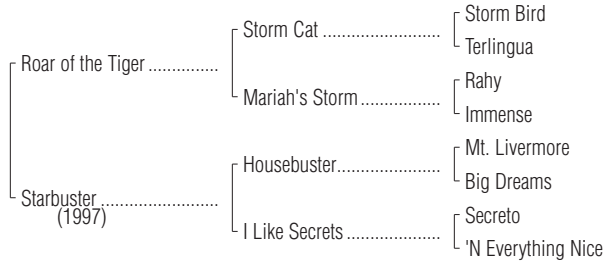 Storm Bird
Storm Cat
Terlingua
Roar of the Tiger
Rahy
Mariah's Storm
Immense
Mt. Livermore
Housebuster
Big Dreams
Starbuster
(1997)
Secreto
I Like Secrets
'N Everything Nice